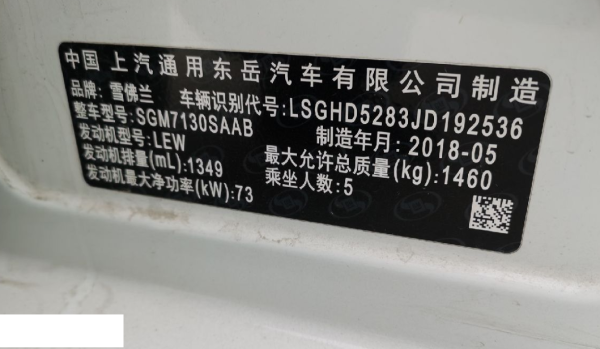 中国 上汽通用东岳汽车有限公司制造
品牌: 雪佛兰 车辆识别代号: LSGHD5283JD192536
整车型号: SGM7130SAAB 制造年月: 2018-05
发动机型号: LEW 最大允许总质量(kg): 1460
发动机排量(mL): 1349 乘坐人数: 5
发动机最大净功率(kW): 73